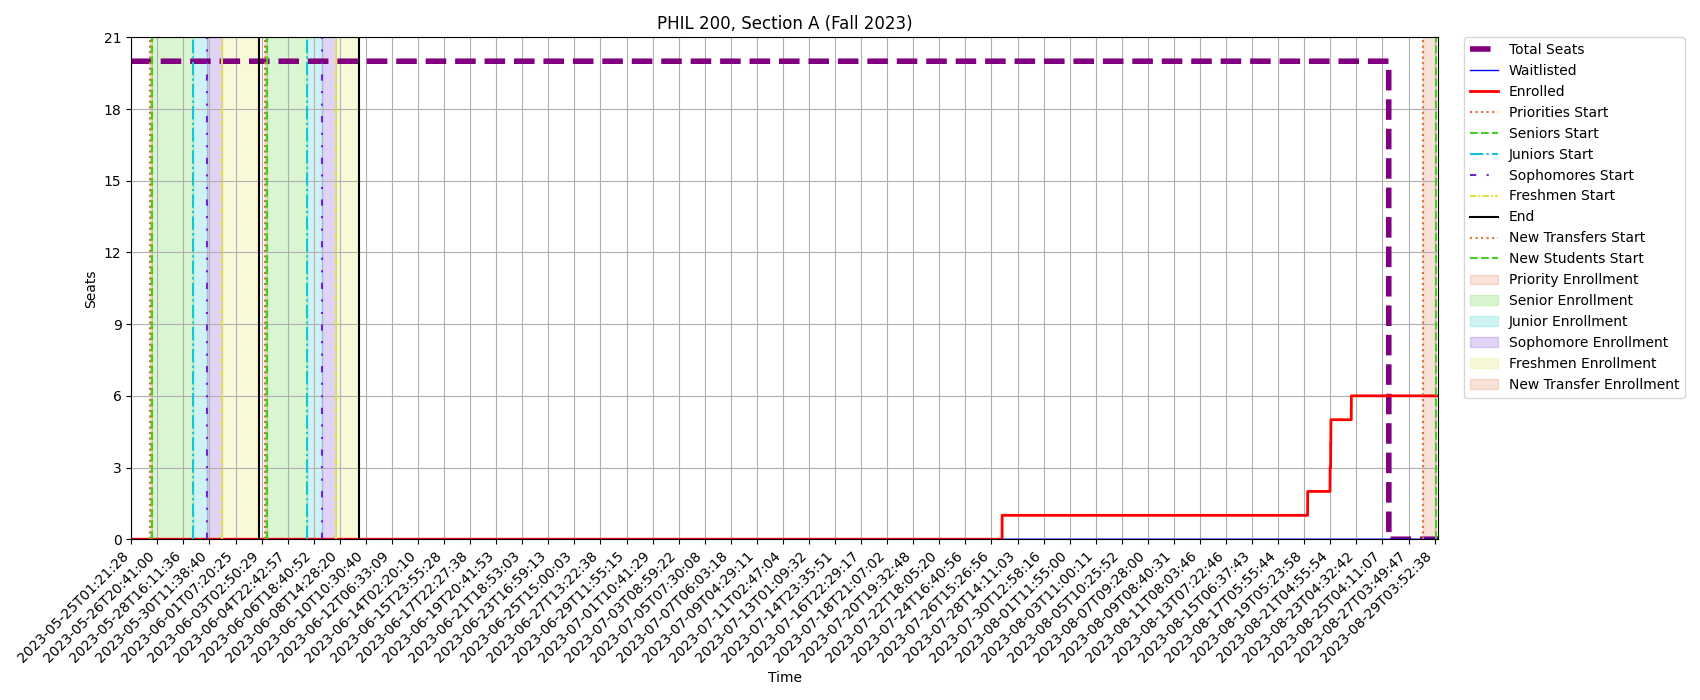 PHIL 200, Section A (Fall 2023)
Seats
21
18
15
12
9
6
3
0
2023-05-25T01:21:28
2023-05-26T20:41:00
2023-05-28T16:11:36
2023-05-30T11:38:40
2023-06-01T07:20:25
2023-06-03T02:50:29
2023-06-04T22:42:57
2023-06-06T18:40:52
2023-06-08T14:28:20
2023-06-10T10:30:40
2023-06-12T06:33:09
2023-06-14T02:20:10
2023-06-15T23:55:28
2023-06-17T22:27:38
2023-06-19T20:41:53
2023-06-21T18:53:03
2023-06-23T16:59:13
2023-06-25T15:00:03
2023-06-27T13:22:38
2023-06-29T11:55:15
2023-07-01T10:41:29
2023-07-03T08:59:22
2023-07-05T07:30:08
2023-07-07T06:03:18
2023-07-09T04:29:11
2023-07-11T02:47:04
2023-07-13T01:09:32
2023-07-14T23:35:51
2023-07-16T22:29:17
2023-07-18T21:07:02
2023-07-20T19:32:48
2023-07-22T18:05:20
2023-07-24T16:40:56
2023-07-26T15:26:56
2023-07-28T14:11:03
2023-07-30T12:58:16
2023-08-01T11:55:00
2023-08-03T11:00:11
2023-08-05T10:25:52
2023-08-07T09:28:00
2023-08-09T08:40:31
2023-08-11T08:03:46
2023-08-13T07:22:46
2023-08-15T06:37:43
2023-08-17T05:55:44
2023-08-19T05:23:58
2023-08-21T04:55:54
2023-08-23T04:32:42
2023-08-25T04:11:07
2023-08-27T03:49:47
2023-08-29T03:52:38
Time
Total Seats
Waitlisted
Enrolled
Priorities Start
Seniors Start
Juniors Start
Sophomores Start
Freshmen Start
End
New Transfers Start
New Students Start
Priority Enrollment
Senior Enrollment
Junior Enrollment
Sophomore Enrollment
Freshmen Enrollment
New Transfer Enrollment